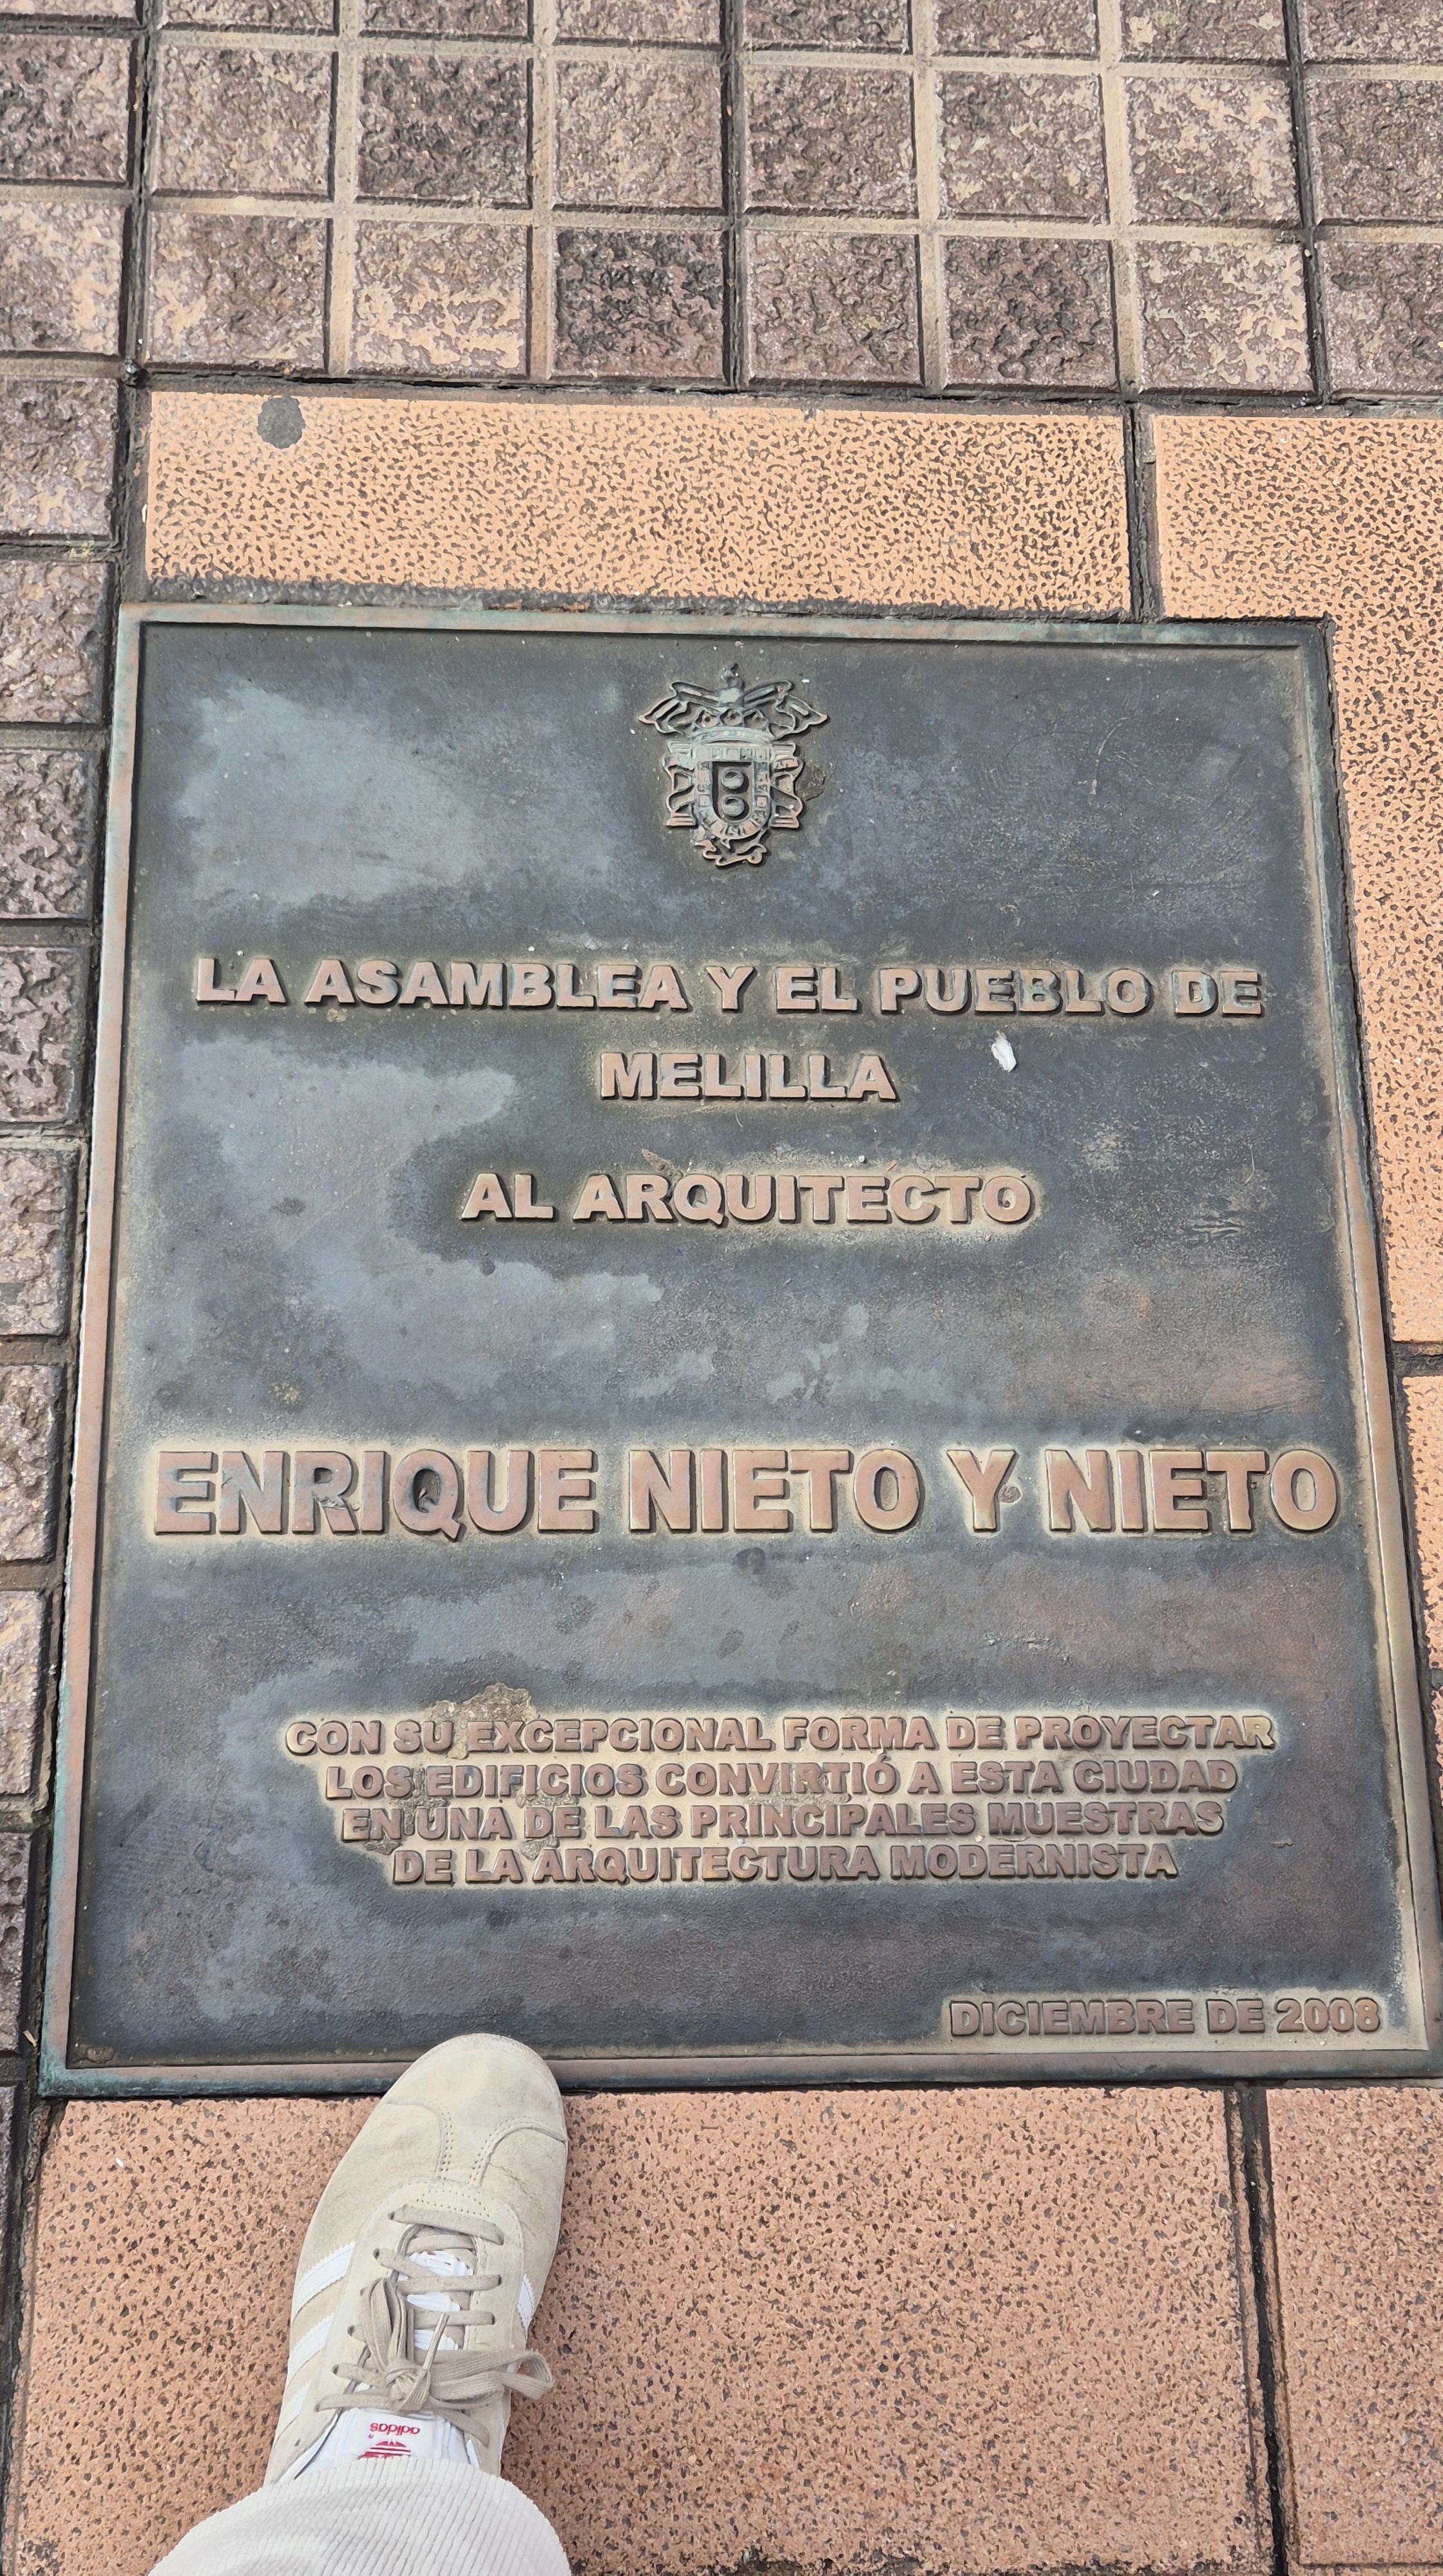 LA ASAMBLEA Y EL PUEBLO DE
MELILLA
AL ARQUITECTO
ENRIQUE NIETO Y NIETO
CON SU EXCEPCIONAL FORMA DE PROYECTAR
LOS EDIFICIOS CONVIRTIÓ A ESTA CIUDAD
EN UNA DE LAS PRINCIPALES MUESTRAS
DE LA ARQUITECTURA MODERNISTA
DICIEMBRE DE 2008
adidas